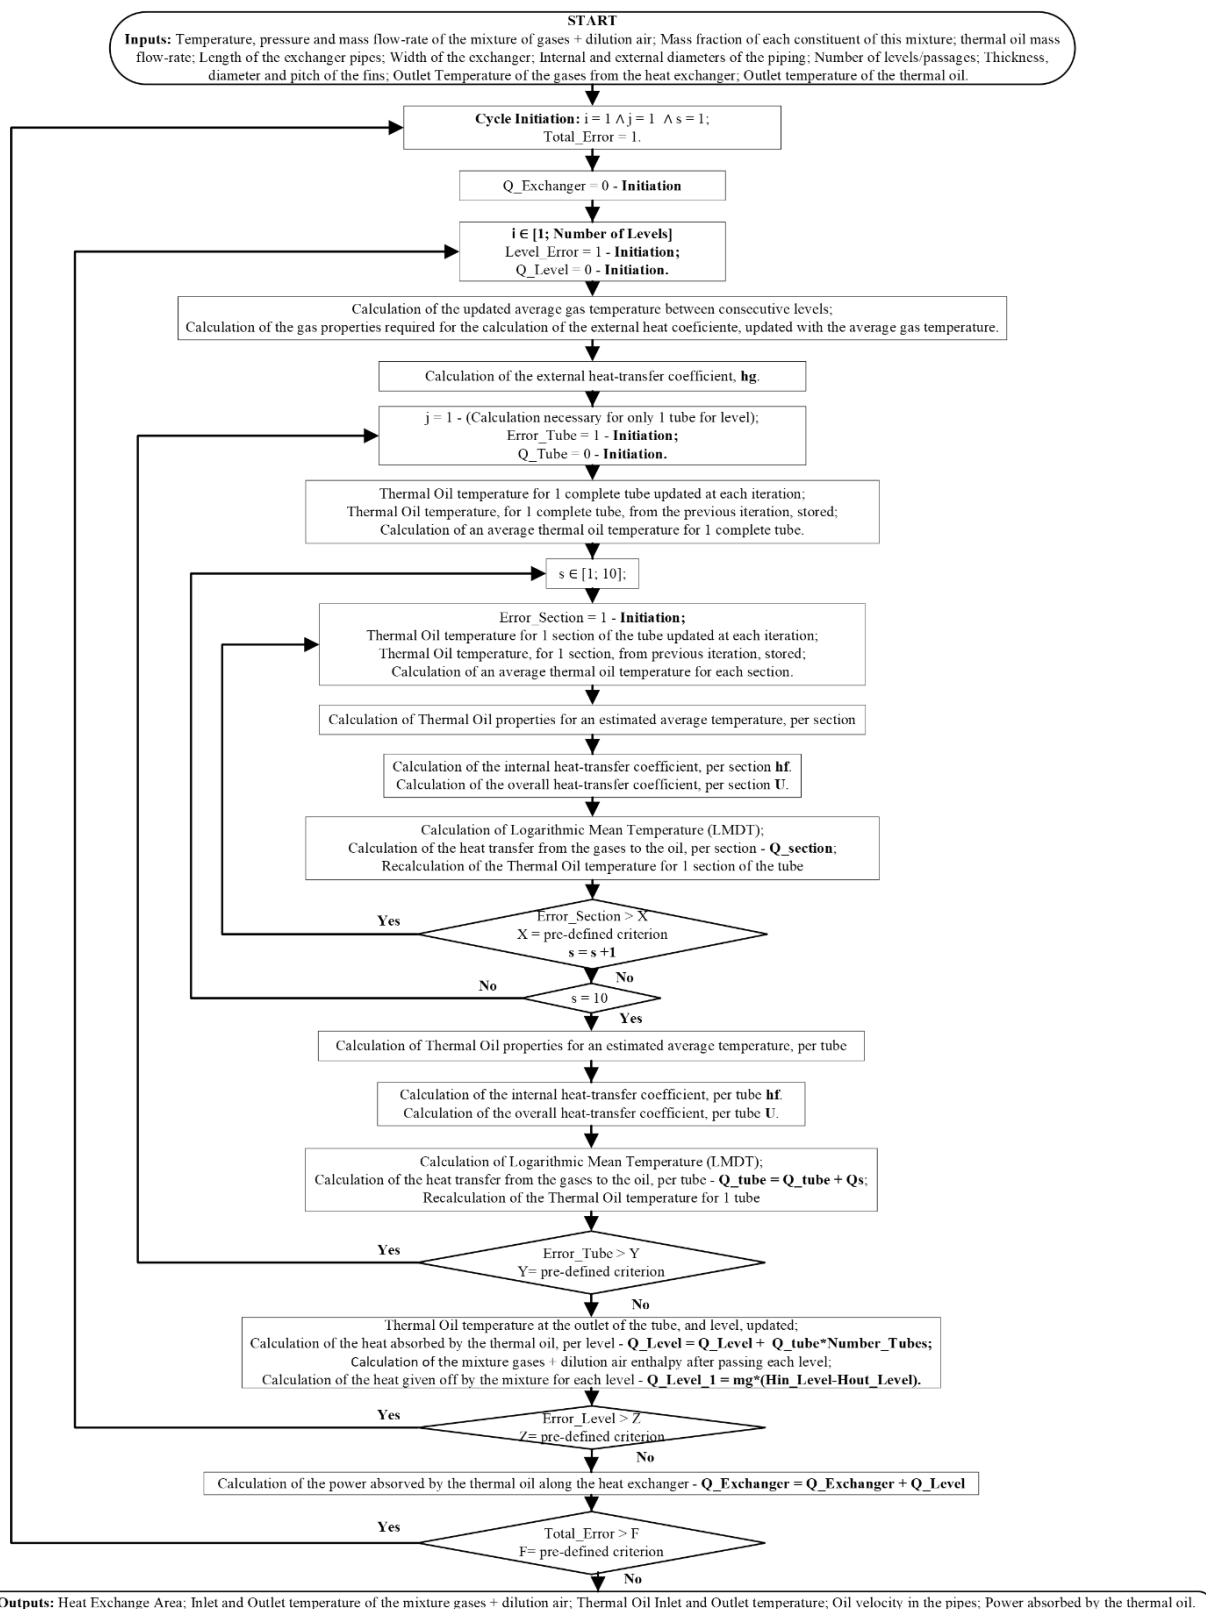 START
Inputs: Temperature, pressure and mass flow-rate of the mixture of gases + dilution air; Mass fraction of each constituent of this mixture; thermal oil mass
flow-rate; Length of the exchanger pipes; Width of the exchanger; Internal and external diameters of the piping; Number of levels/passages; Thickness,
diameter and pitch of the fins; Outlet Temperature of the gases from the heat exchanger; Outlet temperature of the thermal oil.
Cycle Initiation: i = 1 ∧ j = 1 ∧ s = 1;
Total_Error = 1.
Q_Exchanger = 0 - Initiation
i ∈ [1; Number of Levels]
Level_Error = 1 - Initiation;
Q_Level = 0 - Initiation.
Calculation of the updated average gas temperature between consecutive levels;
Calculation of the gas properties required for the calculation of the external heat coeficiente, updated with the average gas temperature.
Calculation of the external heat-transfer coefficient, hg.
j = 1 - (Calculation necessary for only 1 tube for level);
Error_Tube = 1 - Initiation;
Q_Tube = 0 - Initiation.
Thermal Oil temperature for 1 complete tube updated at each iteration;
Thermal Oil temperature, for 1 complete tube, from the previous iteration, stored;
Calculation of an average thermal oil temperature for 1 complete tube.
s ∈ [1; 10];
Error_Section = 1 - Initiation;
Thermal Oil temperature for 1 section of the tube updated at each iteration;
Thermal Oil temperature, for 1 section, from previous iteration, stored;
Calculation of an average thermal oil temperature for each section.
Calculation of Thermal Oil properties for an estimated average temperature, per section
Calculation of the internal heat-transfer coefficient, per section hf.
Calculation of the overall heat-transfer coefficient, per section U.
Calculation of Logarithmic Mean Temperature (LMDT);
Calculation of the heat transfer from the gases to the oil, per section - Q_section;
Recalculation of the Thermal Oil temperature for 1 section of the tube
Yes
Error_Section > X
X = pre-defined criterion
s = s +1
No
No
s = 10
Yes
Calculation of Thermal Oil properties for an estimated average temperature, per tube
Calculation of the internal heat-transfer coefficient, per tube hf.
Calculation of the overall heat-transfer coefficient, per tube U.
Calculation of Logarithmic Mean Temperature (LMDT);
Calculation of the heat transfer from the gases to the oil, per tube - Q_tube = Q_tube + Qs;
Recalculation of the Thermal Oil temperature for 1 tube
Yes
Error_Tube > Y
Y= pre-defined criterion
No
Thermal Oil temperature at the outlet of the tube, and level, updated;
Calculation of the heat absorbed by the thermal oil, per level - Q_Level = Q_Level + Q_tube*Number_Tubes;
Calculation of the mixture gases + dilution air enthalpy after passing each level;
Calculation of the heat given off by the mixture for each level - Q_Level_1 = mg*(Hin_Level-Hout_Level).
Yes
Error_Level > Z
Z= pre-defined criterion
No
Calculation of the power absorved by the thermal oil along the heat exchanger - Q_Exchanger = Q_Exchanger + Q_Level
Yes
Total_Error > F
F= pre-defined criterion
No
Outputs: Heat Exchange Area; Inlet and Outlet temperature of the mixture gases + dilution air; Thermal Oil Inlet and Outlet temperature; Oil velocity in the pipes; Power absorbed by the thermal oil.